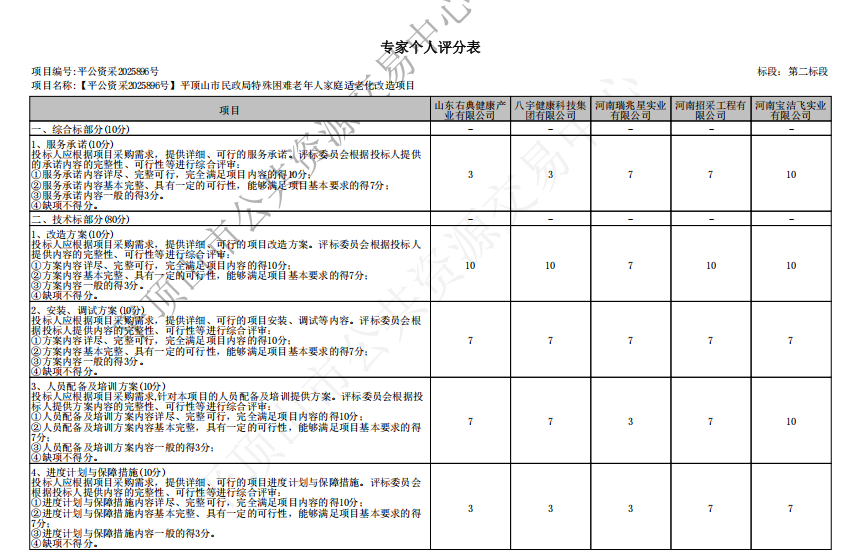 专家个人评分表
项目编号:平公资采2025896号 标段: 第二标段
项目名称:【平公资采2025896号】平顶山市民政局特殊困难老年人家庭适老化改造项目
项目 山东右典健康产业有限公司 八宇健康科技集团有限公司 河南瑞兆星实业有限公司 河南招采工程有限公司 河南宝洁飞实业有限公司
一、综合标部分(10分) - - - - -
1、服务承诺(10分)
投标人应根据项目采购需求，提供详细、可行的服务承诺。评标委员会根据投标人提供
的承诺内容的完整性、可行性等进行综合评审:
①服务承诺内容详尽、完整可行，完全满足项目内容的得10分;
②服务承诺内容基本完整、具有一定的可行性，能够满足项目基本要求的得7分;
③服务承诺内容一般的得3分。
④缺项不得分。
3 3 7 7 10
二、技术标部分(80分) - - - - -
1、改造方案(10分)
投标人应根据项目采购需求，提供详细、可行的项目改造方案。评标委员会根据投标人
提供内容的完整性、可行性等进行综合评审:
①方案内容详尽、完整可行，完全满足项目内容的得10分;
②方案内容基本完整、具有一定的可行性，能够满足项目基本要求的得7分;
③方案内容一般的得3分;
④缺项不得分。
10 10 7 10 10
2、安装、调试方案(10分)
投标人应根据项目采购需求，提供详细、可行的项目安装、调试等内容。评标委员会根
据投标人提供内容的完整性、可行性等进行综合评审:
①方案内容详尽、完整可行，完全满足项目内容的得10分;
②方案内容基本完整、具有一定的可行性，能够满足项目基本要求的得7分;
③方案内容一般的得3分。
④缺项不得分。
7 7 7 7 7
3、人员配备及培训方案(10分)
投标人应根据项目采购需求,针对本项目的人员配备及培训提供方案。评标委员会根据投
标人提供方案内容的完整性、可行性等进行综合评审:
①人员配备及培训方案内容详尽、完整可行，完全满足项目内容的得10分;
②人员配备及培训方案内容基本完整，具有一定的可行性，能够满足项目基本要求的得
7分;
③人员配备及培训方案内容一般的得3分;
④缺项不得分。
7 7 3 7 10
4、进度计划与保障措施(10分)
投标人应根据项目采购需求，提供详细、可行的项目进度计划与保障措施。评标委员会
根据投标人提供内容的完整性、可行性等进行综合评审:
①进度计划与保障措施内容详尽、完整可行，完全满足项目内容的得10分;
②进度计划与保障措施内容基本完整、具有一定的可行性，能够满足项目基本要求的得
7分;
③进度计划与保障措施内容一般的得3分。
④缺项不得分。
3 3 3 7 7
顶山市公共资源交易中心
顶山市公共资源交易中心